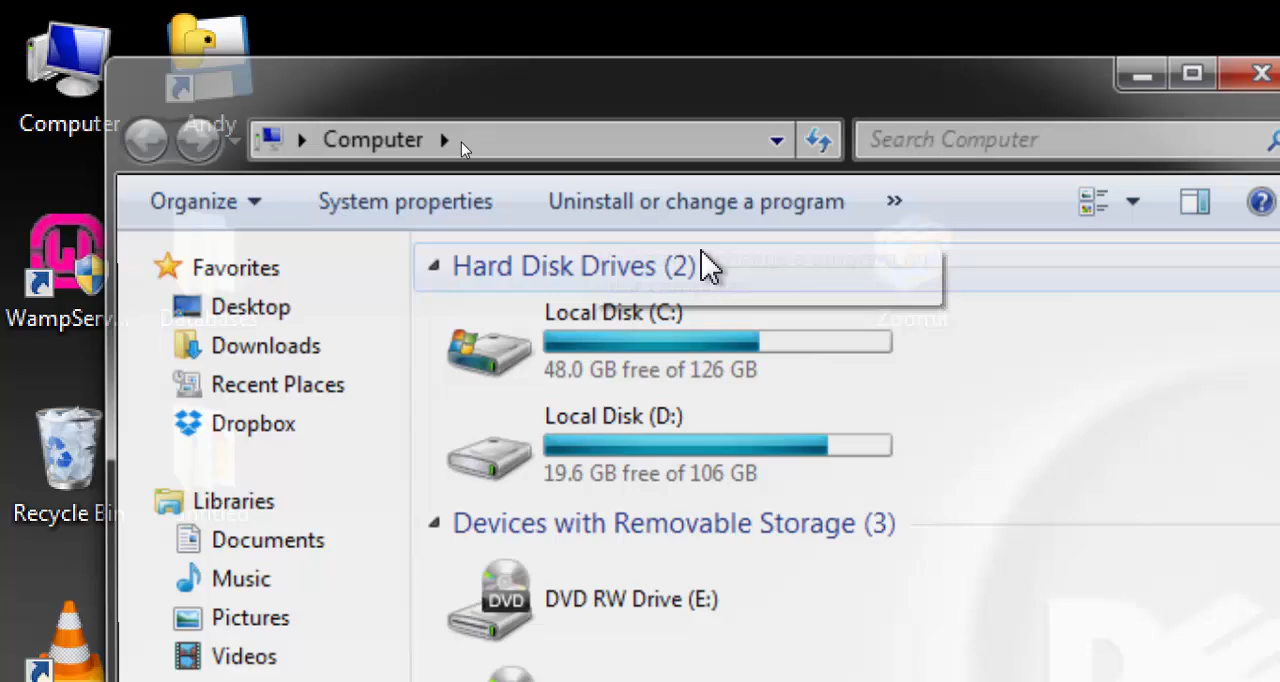 Computer
Andy
Computer
Search Computer
Organize
System properties
Uninstall or change a program
»
WampServ...
Favorites
Desktop
Downloads
Recent Places
Dropbox
Libraries
Documents
Music
Pictures
Videos
Hard Disk Drives (2)
Local Disk (C:)
48.0 GB free of 126 GB
Local Disk (D:)
19.6 GB free of 106 GB
Devices with Removable Storage (3)
DVD
DVD RW Drive (E:)
Recycle Bin
ZoomIt